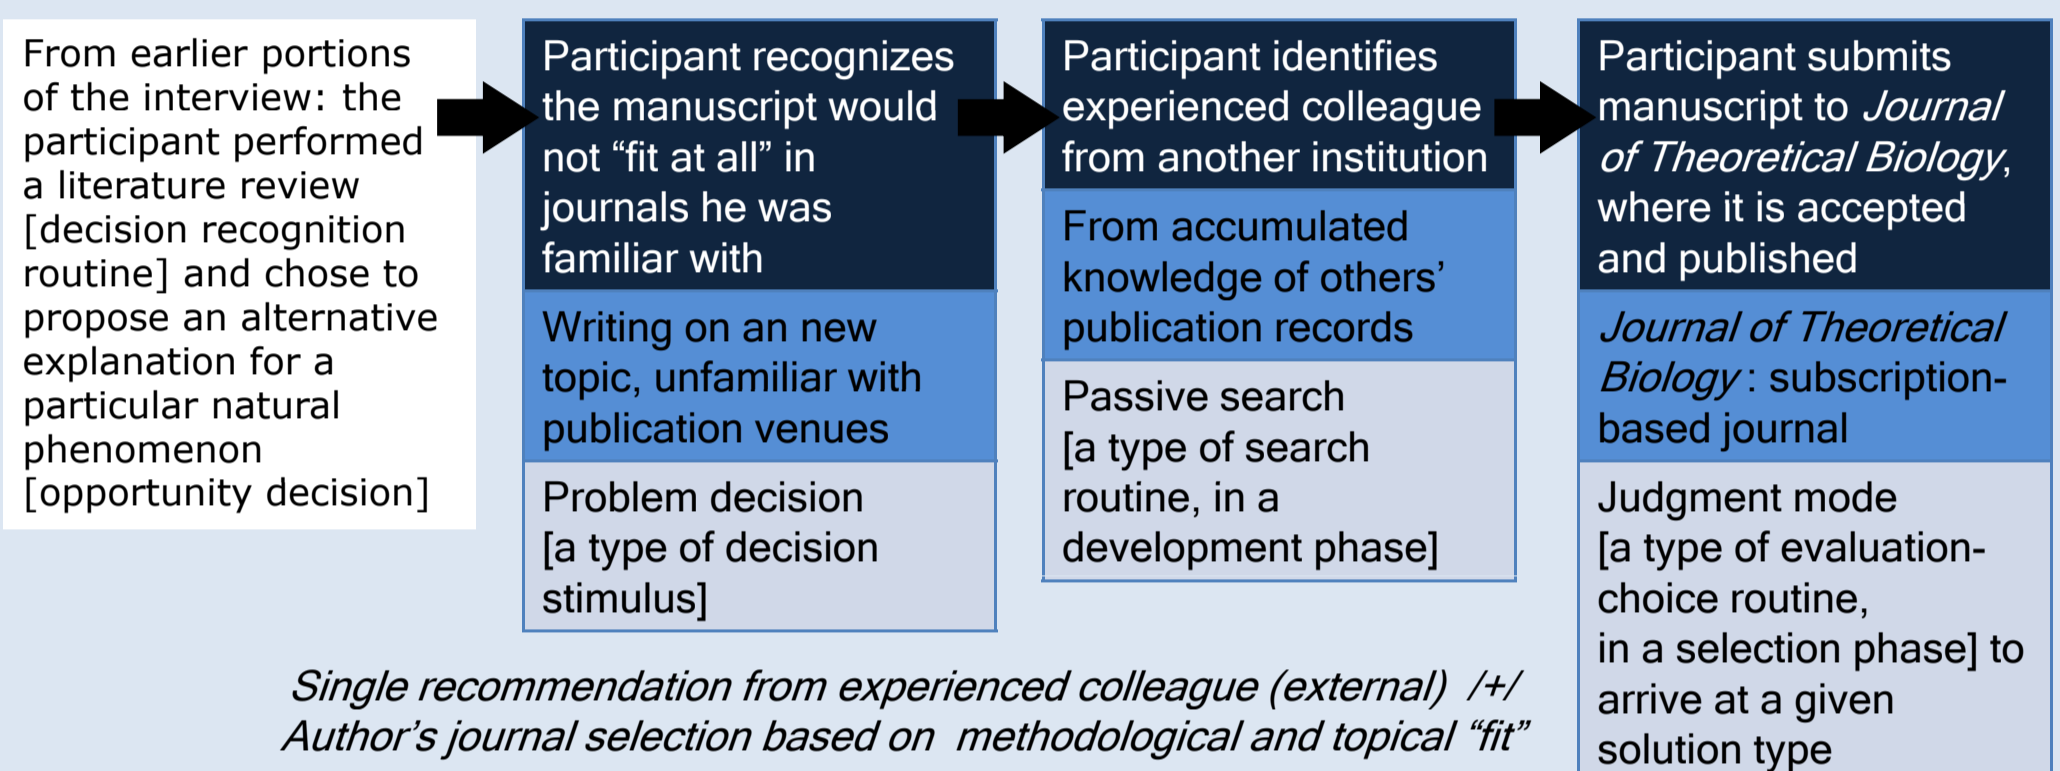 From earlier portions
of the interview: the
participant performed
a literature review
[decision recognition
routine] and chose to
propose an alternative
explanation for a
particular natural
phenomenon
[opportunity decision]
Participant recognizes
the manuscript would
not “fit at all” in
journals he was
familiar with
Writing on an new
topic, unfamiliar with
publication venues
Problem decision
[a type of decision
stimulus]
Participant identifies
experienced colleague
from another institution
From accumulated
knowledge of others’
publication records
Passive search
[a type of search
routine, in a
development phase]
Participant submits
manuscript to Journal
of Theoretical Biology,
where it is accepted
and published
Journal of Theoretical
Biology : subscription-
based journal
Judgment mode
[a type of evaluation-
choice routine,
in a selection phase] to
arrive at a given
solution type
Single recommendation from experienced colleague (external) /+/
Author’s journal selection based on methodological and topical “fit”